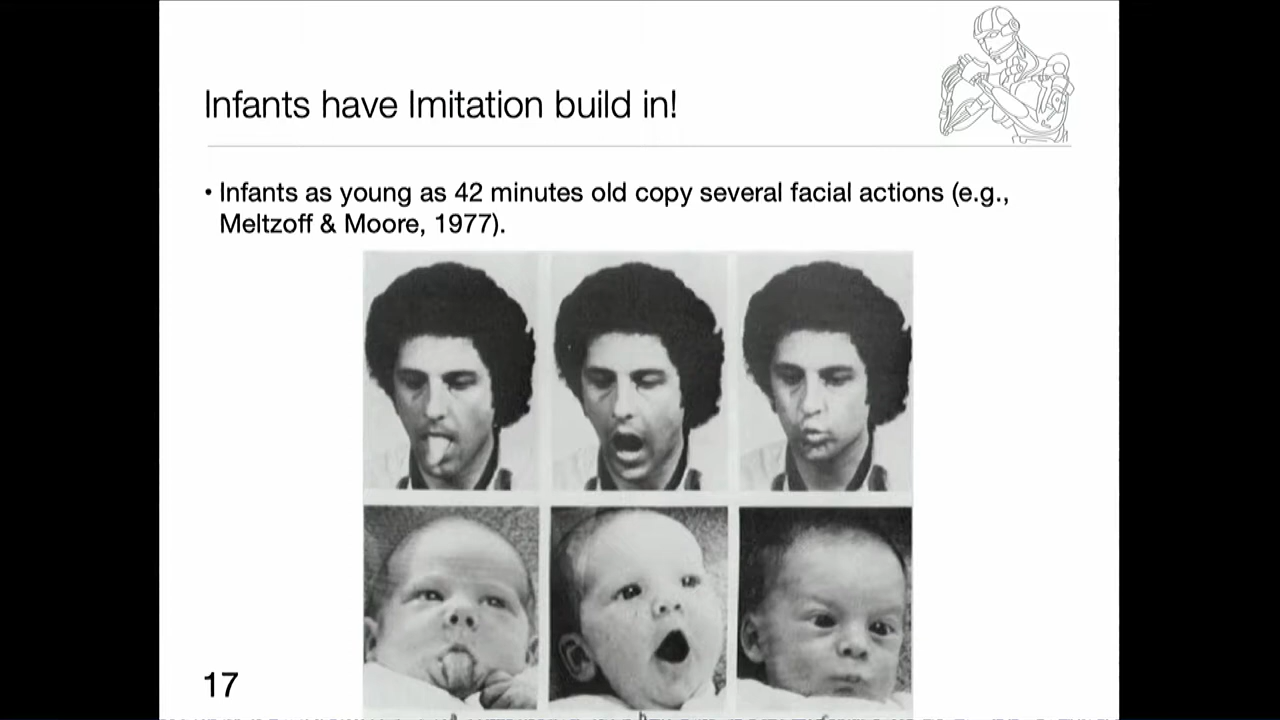 Infants have Imitation build in!
• Infants as young as 42 minutes old copy several facial actions (e.g.,
Meltzoff & Moore, 1977).
17